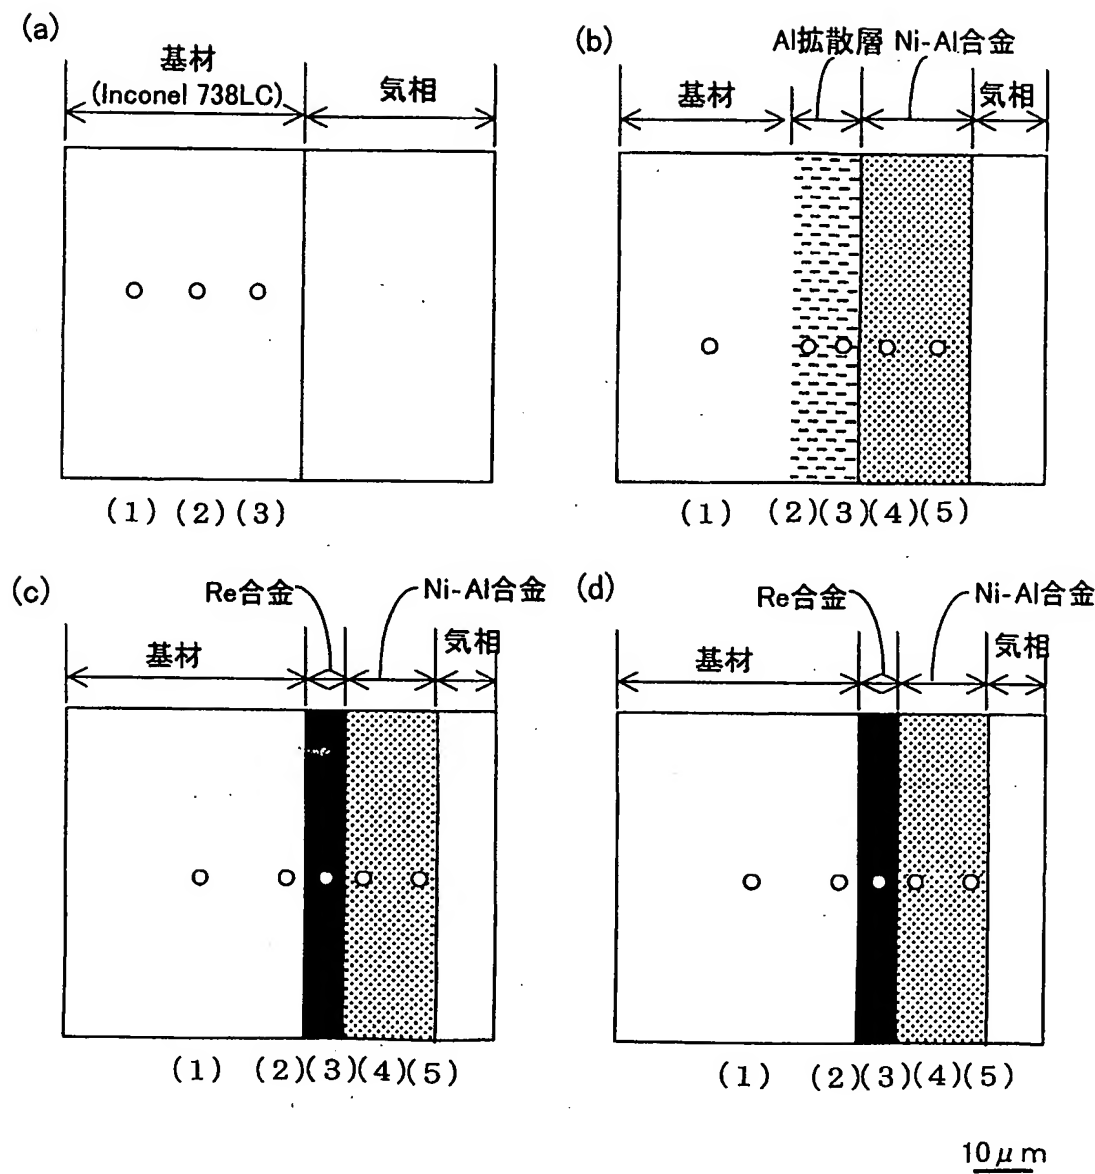 (a)
基材
(Inconel 738LC)
気相
(1) (2) (3)
(b)
Al拡散層 Ni-Al合金
基材
気相
(1) (2)(3)(4)(5)
(c)
Re合金
Ni-Al合金
基材
気相
(1) (2)(3)(4)(5)
(d)
Re合金
Ni-Al合金
基材
気相
(1) (2)(3)(4)(5)
10μm